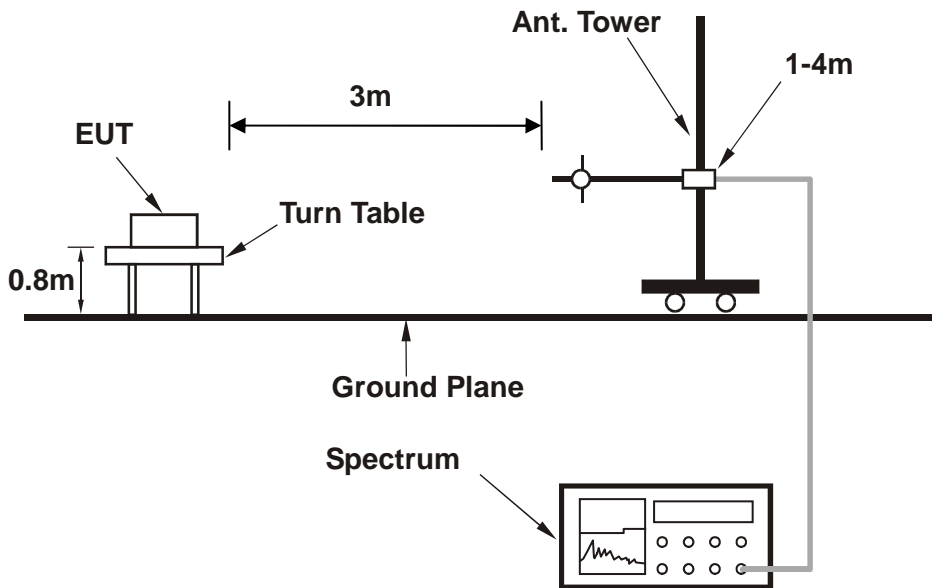 Ant. Tower
1-4m
3m
EUT
Turn Table
0.8m
Ground Plane
Spectrum